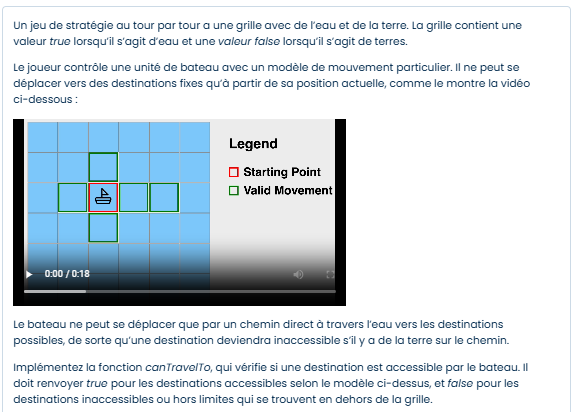 Un jeu de stratégie au tour par tour a une grille avec de l'eau et de la terre. La grille contient une
valeur true lorsqu'il s'agit d'eau et une valeur false lorsqu'il s'agit de terres.
Le joueur contrôle une unité de bateau avec un modèle de mouvement particulier. Il ne peut se
déplacer vers des destinations fixes qu'à partir de sa position actuelle, comme le montre la vidéo
ci-dessous :
Legend
Starting Point
Valid Movement
0:00 / 0:18
Le bateau ne peut se déplacer que par un chemin direct à travers l'eau vers les destinations
possibles, de sorte qu'une destination deviendra inaccessible s'il y a de la terre sur le chemin.
Implémentez la fonction canTravelTo, qui vérifie si une destination est accessible par le bateau. Il
doit renvoyer true pour les destinations accessibles selon le modèle ci-dessus, et false pour les
destinations inaccessibles ou hors limites qui se trouvent en dehors de la grille.